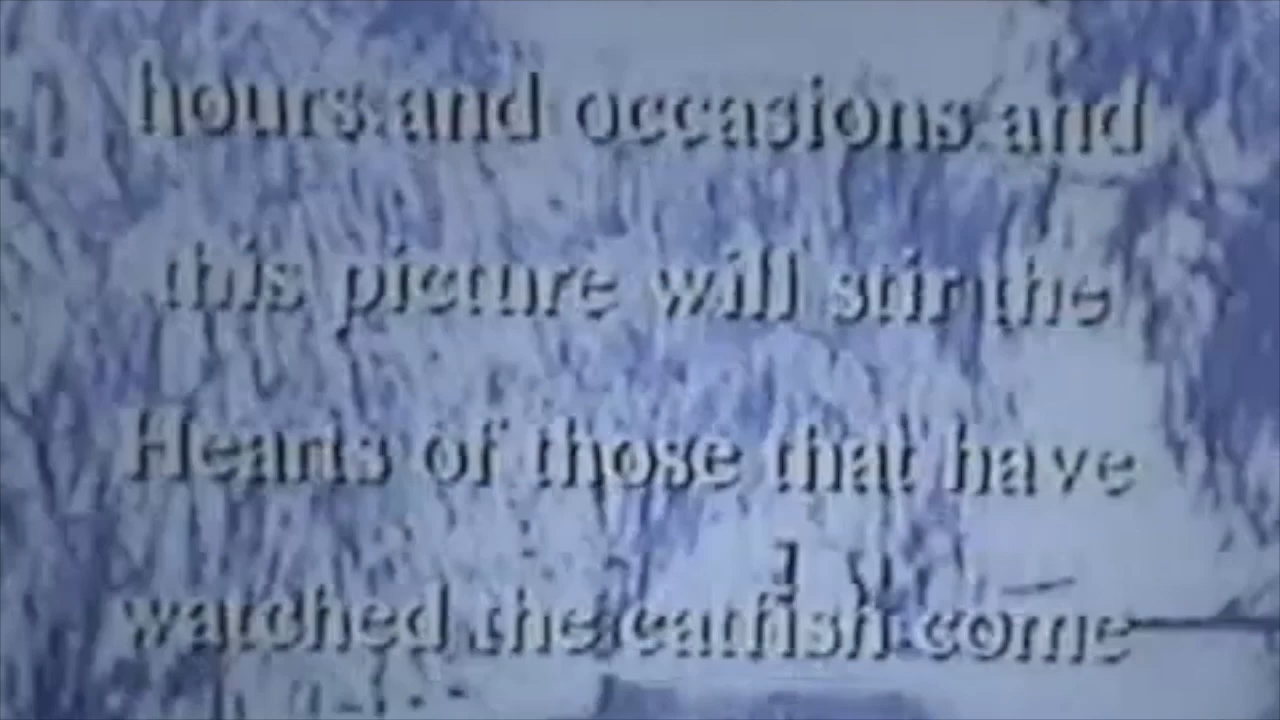 hours and occasions and
this picture will stir the
Hearts of those that have
watched the catfish come